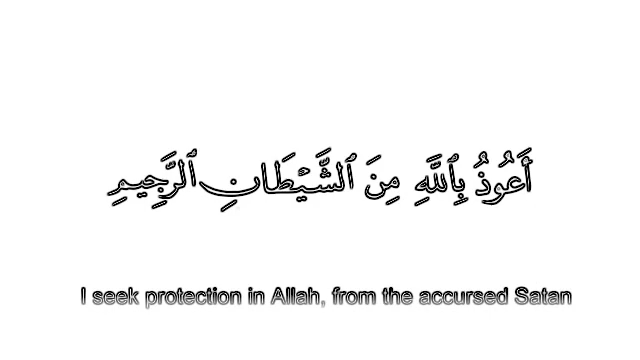 أَعُوذُ بِٱللَّهِ مِنَ ٱلشَّيْطَانِ ٱلرَّجِيمِ
I seek protection in Allah, from the accursed Satan